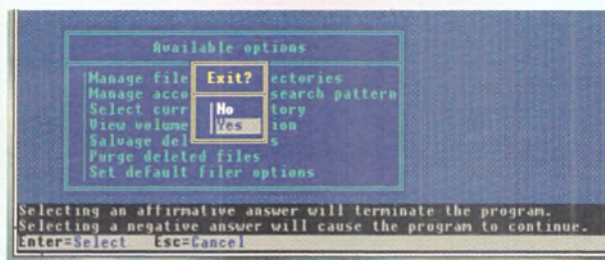 Available options
Manage file Exit? ectories
Manage acco search pattern
Select curr No tory
View volume Yes ion
Salvage del s
Purge deleted files
Set default filer options
Selecting an affirmative answer will terminate the program.
Selecting a negative answer will cause the program to continue.
Enter=Select Esc=Cancel